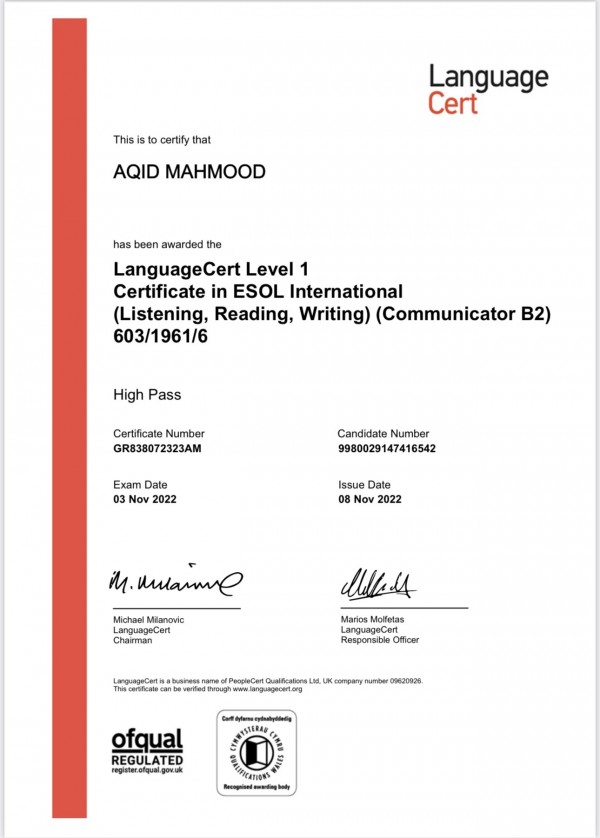 Language
Cert
This is to certify that
AQID MAHMOOD
has been awarded the
LanguageCert Level 1
Certificate in ESOL International
(Listening, Reading, Writing) (Communicator B2)
603/1961/6
High Pass
Certificate Number
GR838072323AM
Candidate Number
9980029147416542
Exam Date
03 Nov 2022
Issue Date
08 Nov 2022
Michael Milanovic
LanguageCert
Chairman
Marios Molfetas
LanguageCert
Responsible Officer
LanguageCert is a business name of PeopleCert Qualifications Ltd, UK company number 09620926.
This certificate can be verified through www.languagecert.org
ofqual
REGULATED
register.ofqual.gov.uk
Corff dyfarnu cydnabyddedig
CYMWYSTERAU CYMRU
QUALIFICATIONS WALES
Recognised awarding body